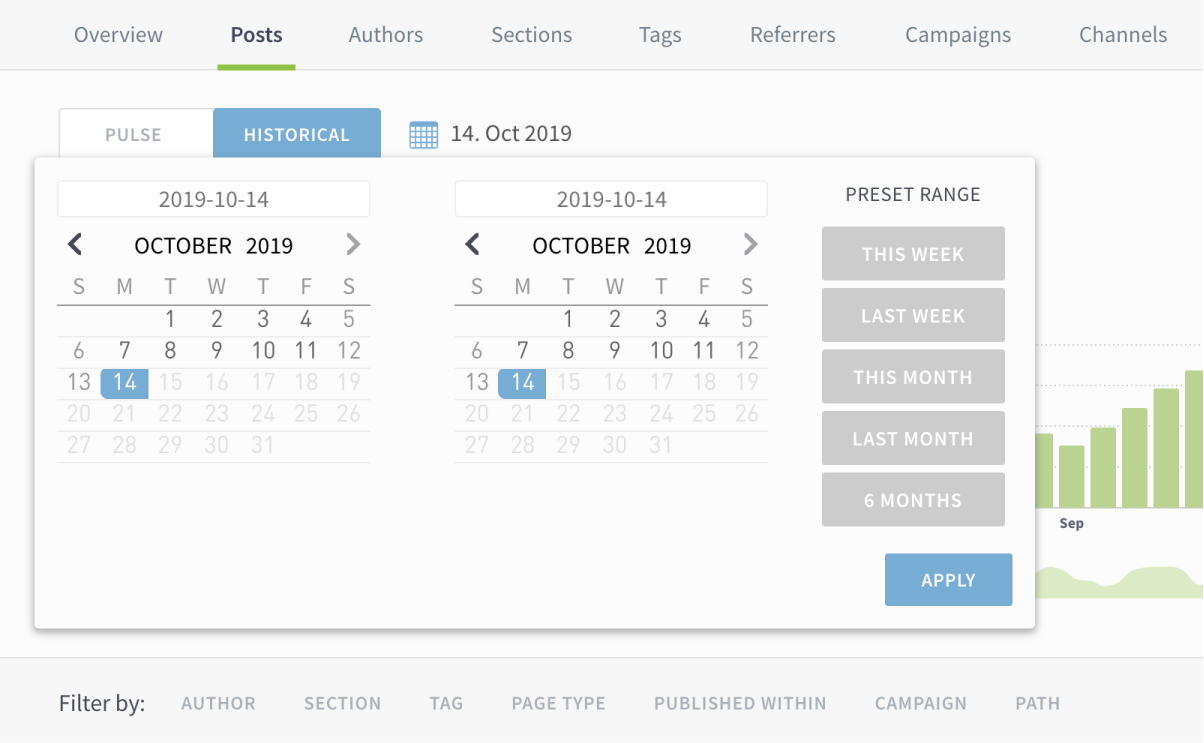 Overview Posts Authors Sections Tags Referrers Campaigns Channels
PULSE HISTORICAL 14. Oct 2019
2019-10-14 2019-10-14 PRESET RANGE
OCTOBER 2019 OCTOBER 2019
THIS WEEK
S M T W T F S S M T W T F S
1 2 3 4 5 1 2 3 4 5 LAST WEEK
6 7 8 9 10 11 12 6 7 8 9 10 11 12
13 14 15 16 17 18 19 13 14 15 16 17 18 19 THIS MONTH
20 21 22 23 24 25 26 20 21 22 23 24 25 26
27 28 29 30 31 27 28 29 30 31 LAST MONTH
6 MONTHS
Sep
APPLY
Filter by: AUTHOR SECTION TAG PAGE TYPE PUBLISHED WITHIN CAMPAIGN PATH